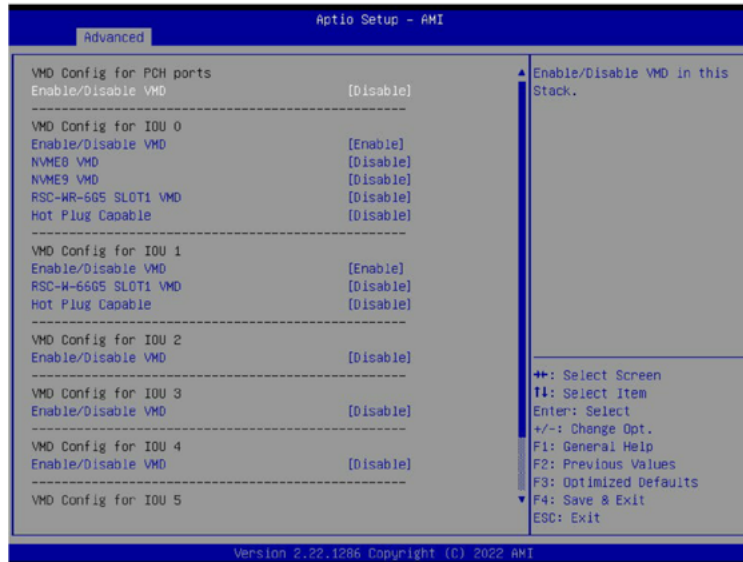 Aptio Setup - AMI
Advanced
VMD Config for PCH ports
Enable/Disable VMD [Disable]
--------------------------------------------------
VMD Config for IOU 0
Enable/Disable VMD [Enable]
NVME8 VMD [Disable]
NVME9 VMD [Disable]
RSC-WR-6G5 SLOT1 VMD [Disable]
Hot Plug Capable [Disable]
--------------------------------------------------
VMD Config for IOU 1
Enable/Disable VMD [Enable]
RSC-W-66G5 SLOT1 VMD [Disable]
Hot Plug Capable [Disable]
--------------------------------------------------
VMD Config for IOU 2
Enable/Disable VMD [Disable]
--------------------------------------------------
VMD Config for IOU 3
Enable/Disable VMD [Disable]
--------------------------------------------------
VMD Config for IOU 4
Enable/Disable VMD [Disable]
--------------------------------------------------
VMD Config for IOU 5
Enable/Disable VMD in this
Stack.
→←: Select Screen
↑↓: Select Item
Enter: Select
+/-: Change Opt.
F1: General Help
F2: Previous Values
F3: Optimized Defaults
F4: Save & Exit
ESC: Exit
Version 2.22.1286 Copyright (C) 2022 AMI